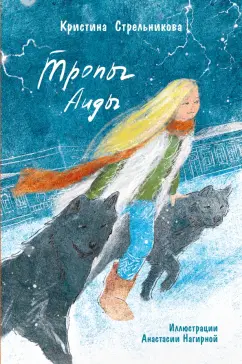 Кристина Стрельникова
Тропы
Аиды
Иллюстрации
Анастасии Нагирной